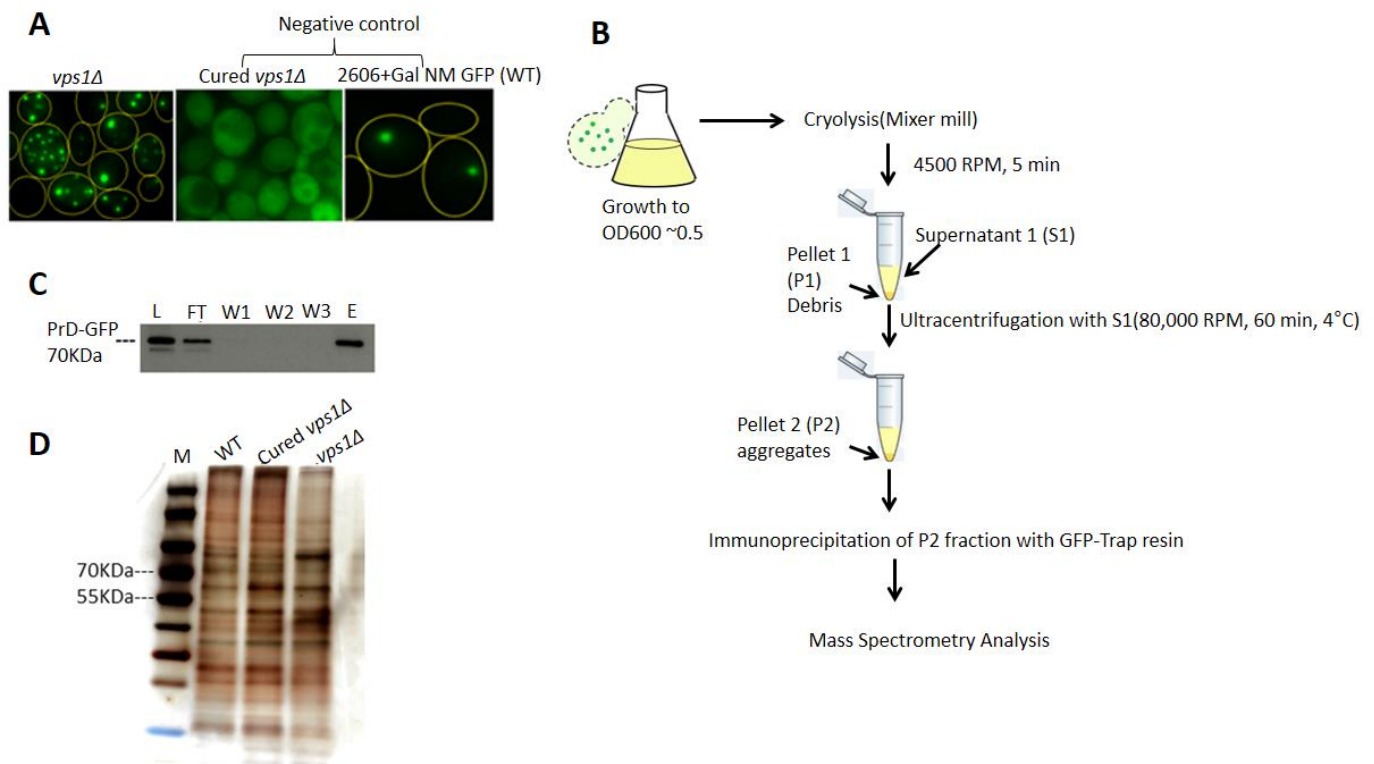 A
Negative control
vps1Δ
Cured vps1Δ
2606+Gal NM GFP (WT)
B
Cryolysis(Mixer mill)
4500 RPM, 5 min
Growth to
OD600 ~0.5
Supernatant 1 (S1)
Pellet 1
(P1)
Debris
Ultracentrifugation with S1(80,000 RPM, 60 min, 4°C)
Pellet 2 (P2)
aggregates
Immunoprecipitation of P2 fraction with GFP-Trap resin
Mass Spectrometry Analysis
C
L FT W1 W2 W3 E
PrD-GFP ---
70KDa
D
M WT Cured vps1Δ vps1Δ
70KDa---
55KDa---